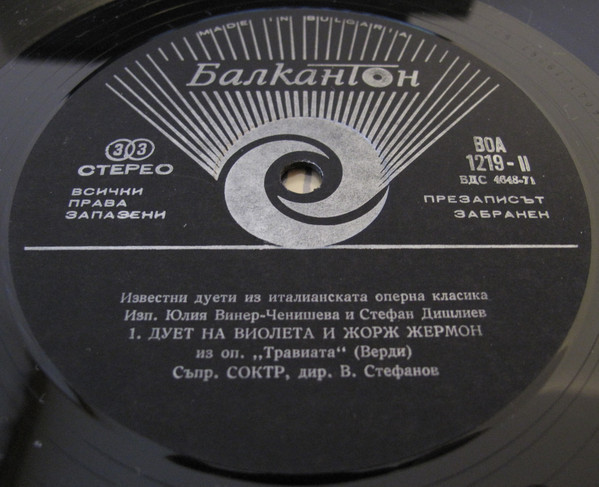 MADE IN BULGARIA
Балкантон
33
СТЕРЕО
ВСИЧКИ
ПРАВА
ЗАПАЗЕНИ
ВОА
1219-II
БДС 4648-71
ПРЕЗАПИСЪТ
ЗАБРАНЕН
Известни дуети из италианската оперна класика
Изп. Юлия Винер-Ченишева и Стефан Дишлиев
1. ДУЕТ НА ВИОЛЕТА И ЖОРЖ ЖЕРМОН
из оп. „Травиата“ (Верди)
Съпр. СОКТР, дир. В. Стефанов